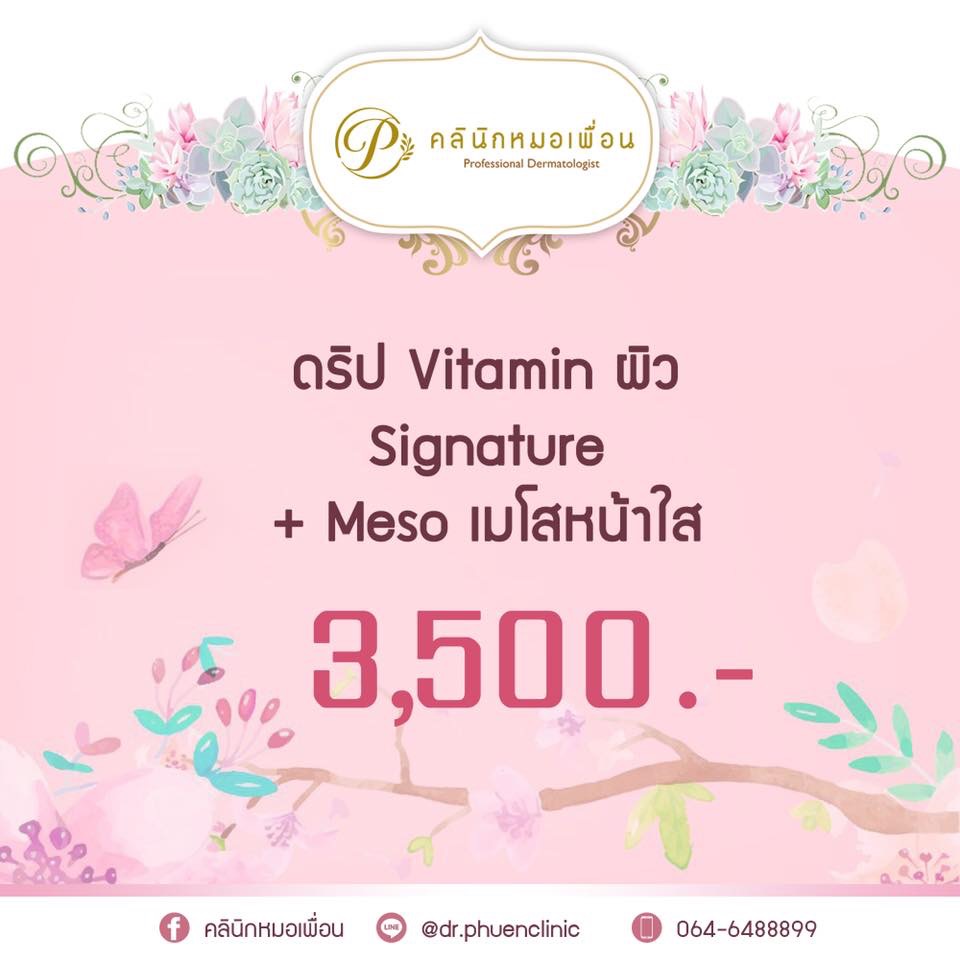 P
คลินิกหมอเพื่อน
Professional Dermatologist
ดริป Vitamin ผิว
Signature
+ Meso เมโสหน้าใส
3,500.-
คลินิกหมอเพื่อน LINE @dr.phuenclinic 064-6488899